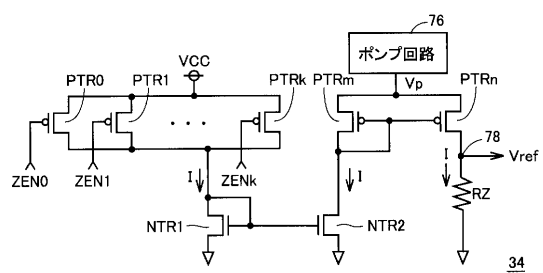 76
ポンプ回路
VCC
Vp
PTR0
PTR1
PTRk
PTRm
PTRn
. . .
78
Vref
ZEN0
ZEN1
ZENk
I
I
I
RZ
NTR1
NTR2
34